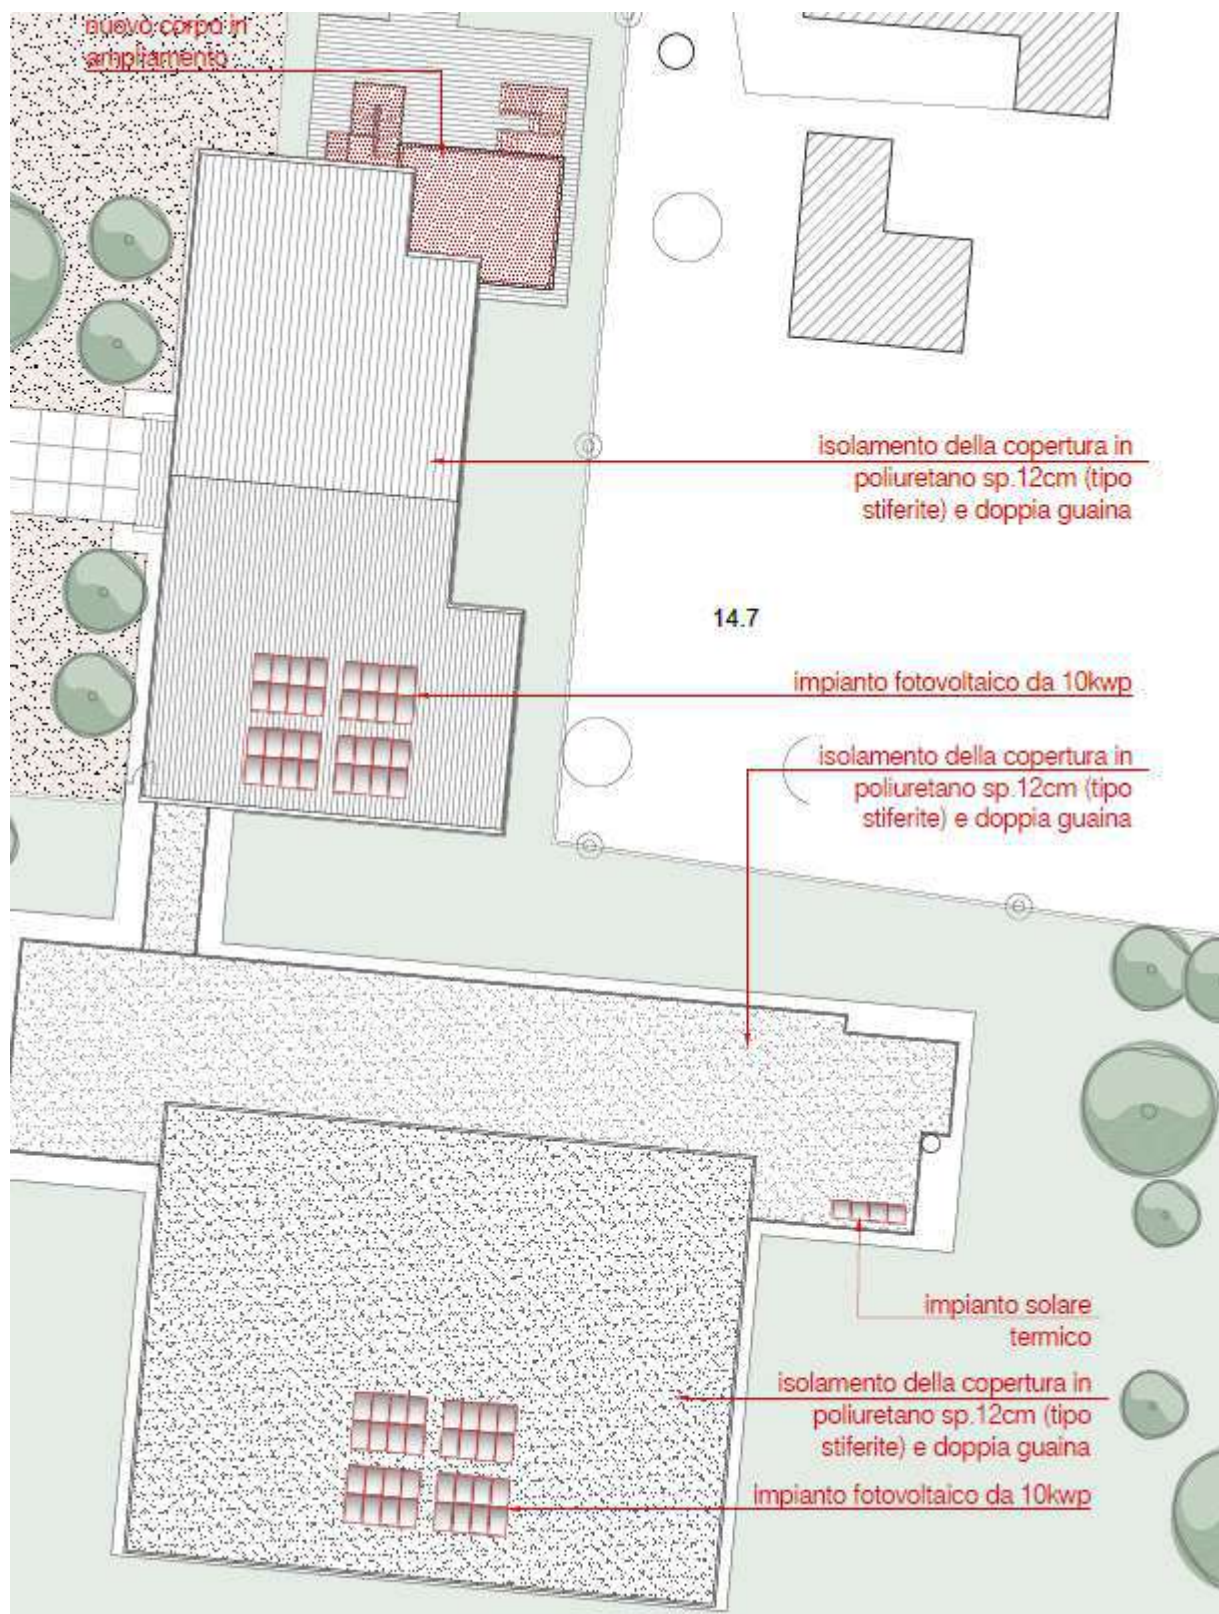 nuovo corpo in
ampliamento
isolamento della copertura in
poliuretano sp.12cm (tipo
stiferite) e doppia guaina
14.7
impianto fotovoltaico da 10kwp
isolamento della copertura in
poliuretano sp.12cm (tipo
stiferite) e doppia guaina
impianto solare
termico
isolamento della copertura in
poliuretano sp.12cm (tipo
stiferite) e doppia guaina
impianto fotovoltaico da 10kwp